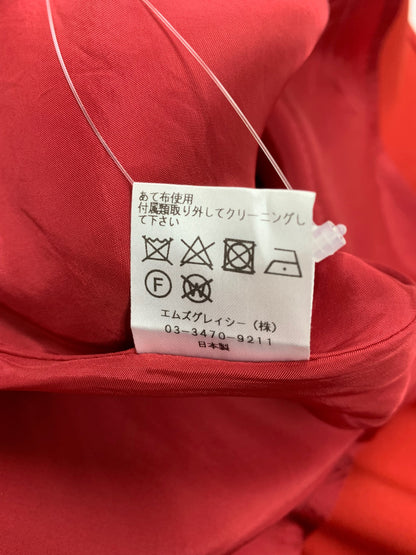 あて布使用
付属類取り外してクリーニングし
て下さい
F
W
エムズグレイシー(株)
03-3470-9211
日本製